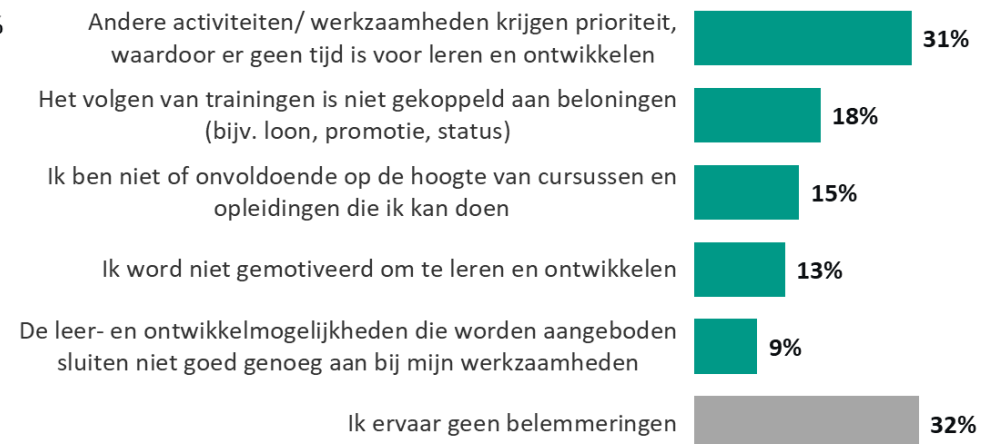 %
Andere activiteiten/ werkzaamheden krijgen prioriteit,
waardoor er geen tijd is voor leren en ontwikkelen
31%
Het volgen van trainingen is niet gekoppeld aan beloningen
(bijv. loon, promotie, status)
18%
Ik ben niet of onvoldoende op de hoogte van cursussen en
opleidingen die ik kan doen
15%
Ik word niet gemotiveerd om te leren en ontwikkelen
13%
De leer- en ontwikkelmogelijkheden die worden aangeboden
sluiten niet goed genoeg aan bij mijn werkzaamheden
9%
Ik ervaar geen belemmeringen
32%